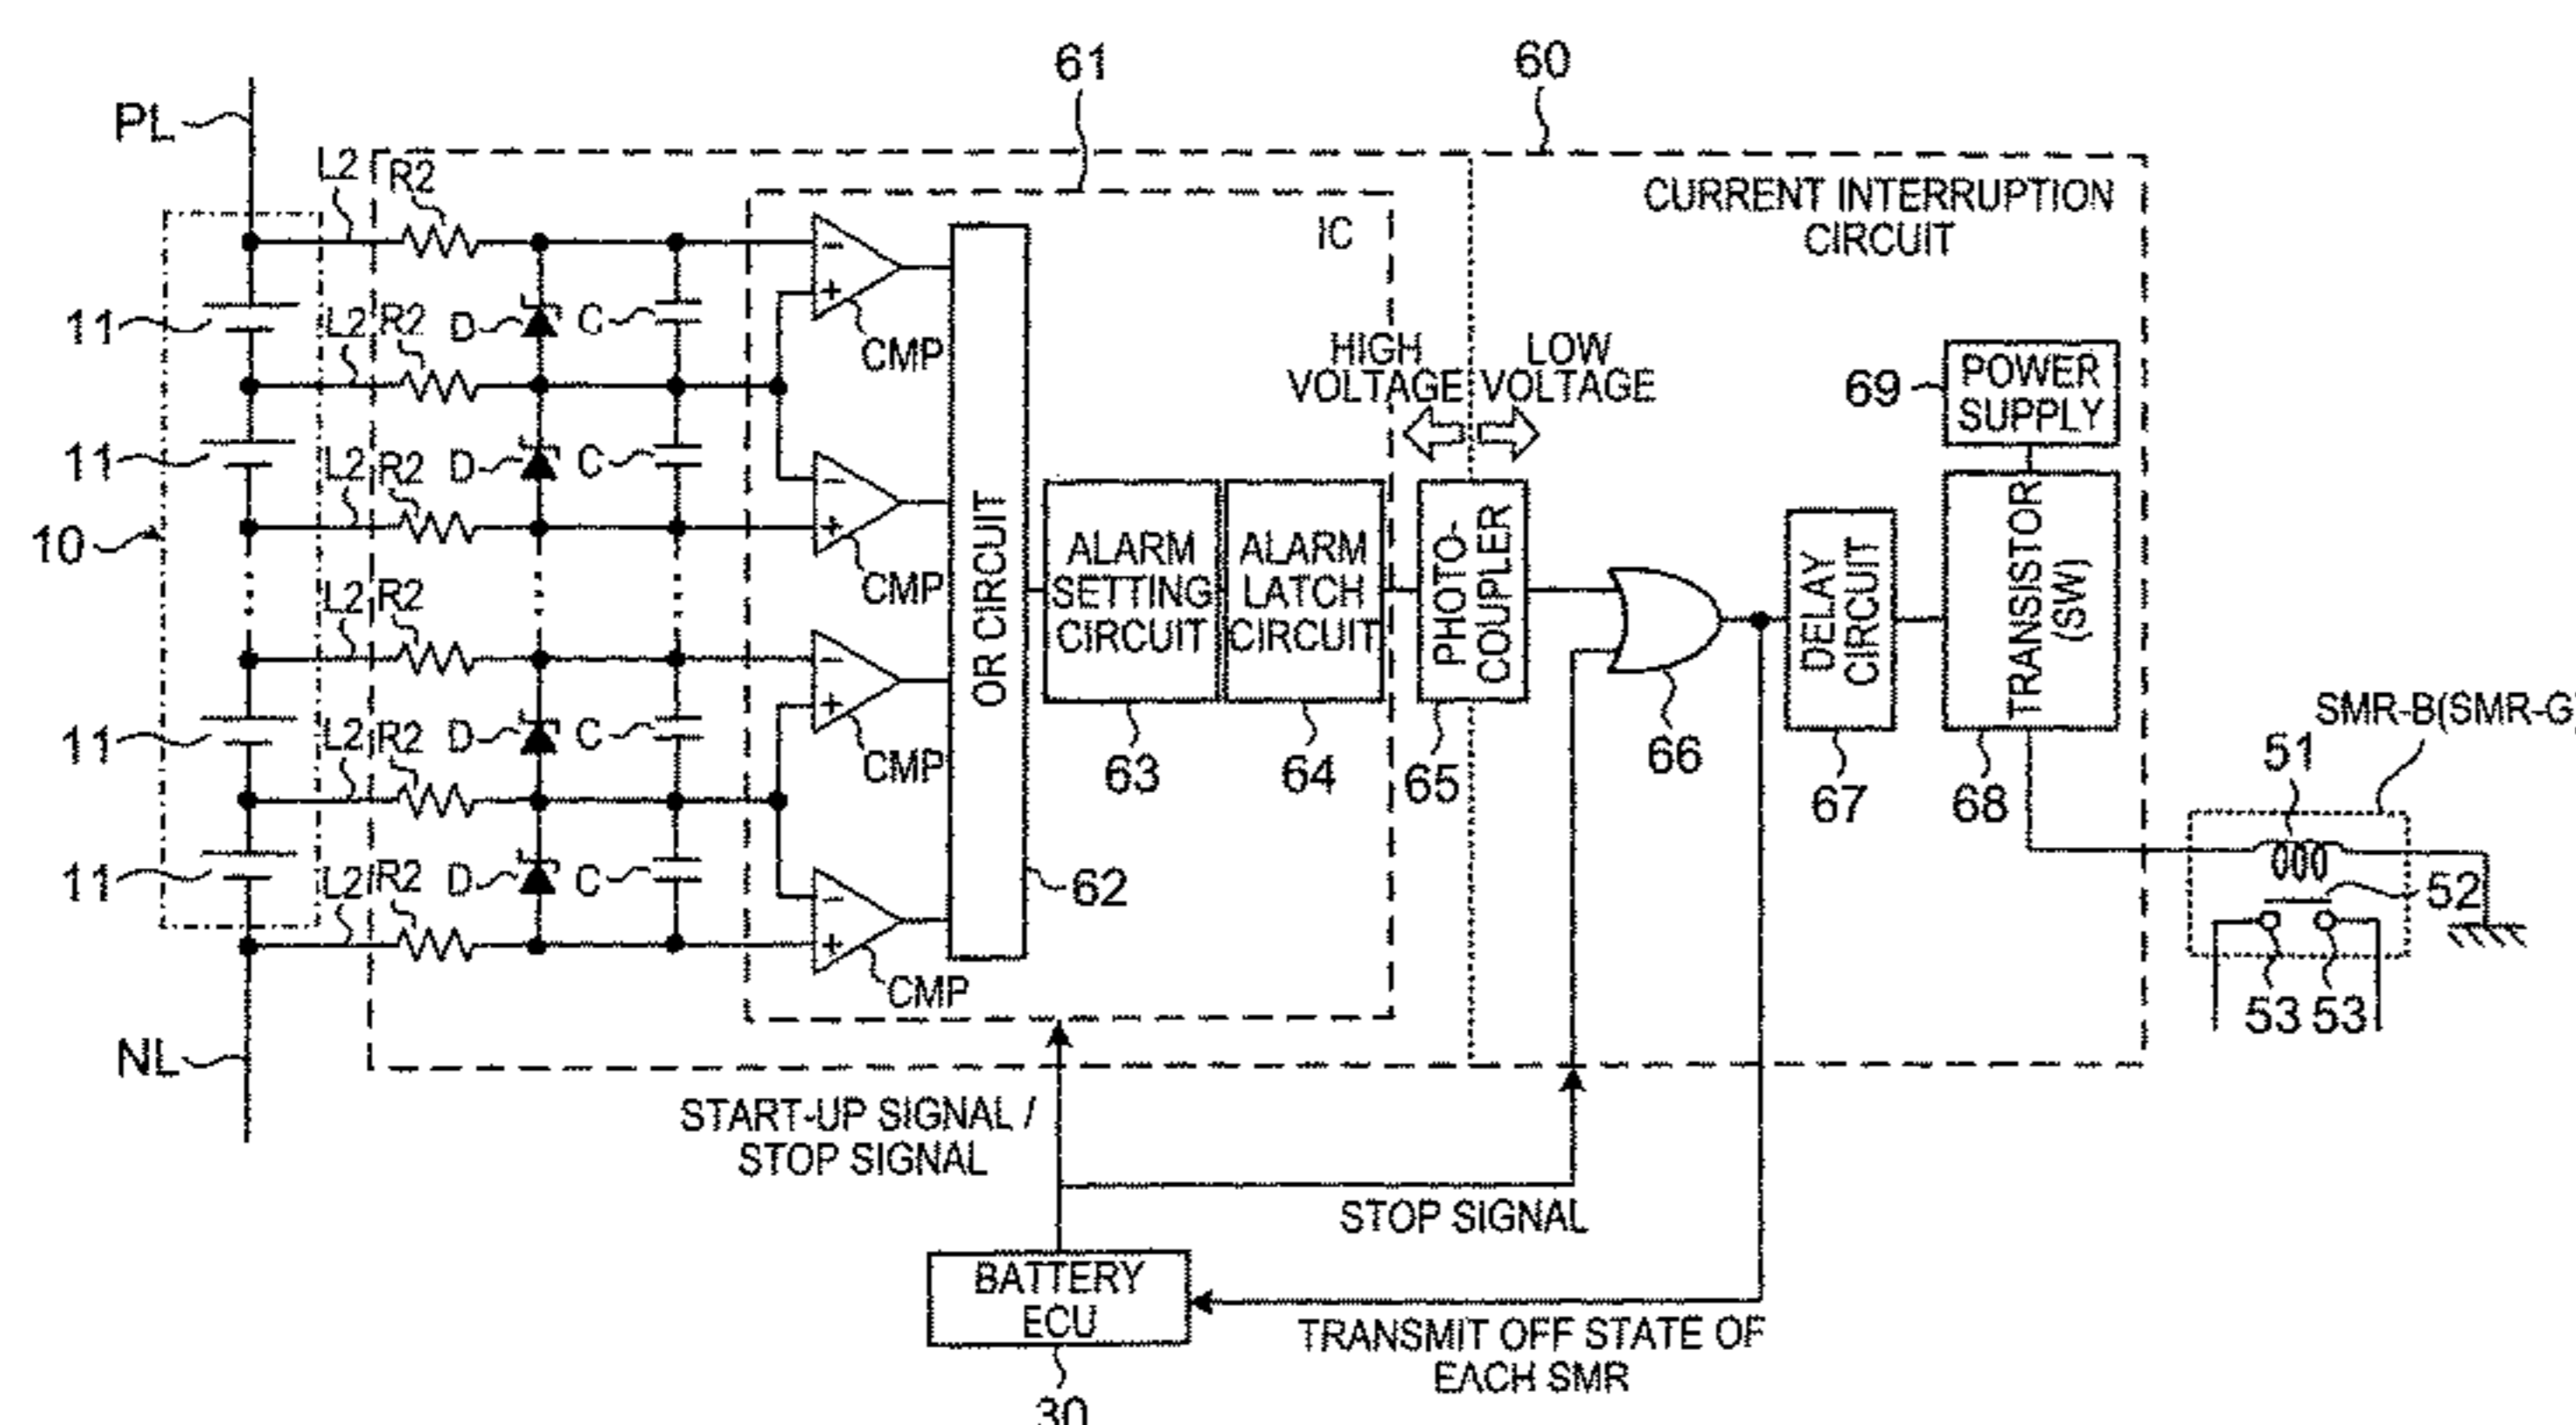 61
60
PL
L2
R2
IC
CURRENT INTERRUPTION
CIRCUIT
-
+
11
L2
R2
D
C
CMP
HIGH
VOLTAGE
LOW
VOLTAGE
69
POWER
SUPPLY
11
L2
R2
D
C
-
+
CMP
10
OR CIRCUIT
ALARM
SETTING
CIRCUIT
ALARM
LATCH
CIRCUIT
PHOTO-
COUPLER
DELAY
CIRCUIT
TRANSISTOR
(SW)
L2
R2
-
+
CMP
63
64
65
66
67
68
SMR-B(SMR-G)
51
11
L2
R2
D
C
11
L2
R2
D
C
-
+
CMP
62
52
53
53
NL
START-UP SIGNAL /
STOP SIGNAL
STOP SIGNAL
BATTERY
ECU
TRANSMIT OFF STATE OF
EACH SMR
30